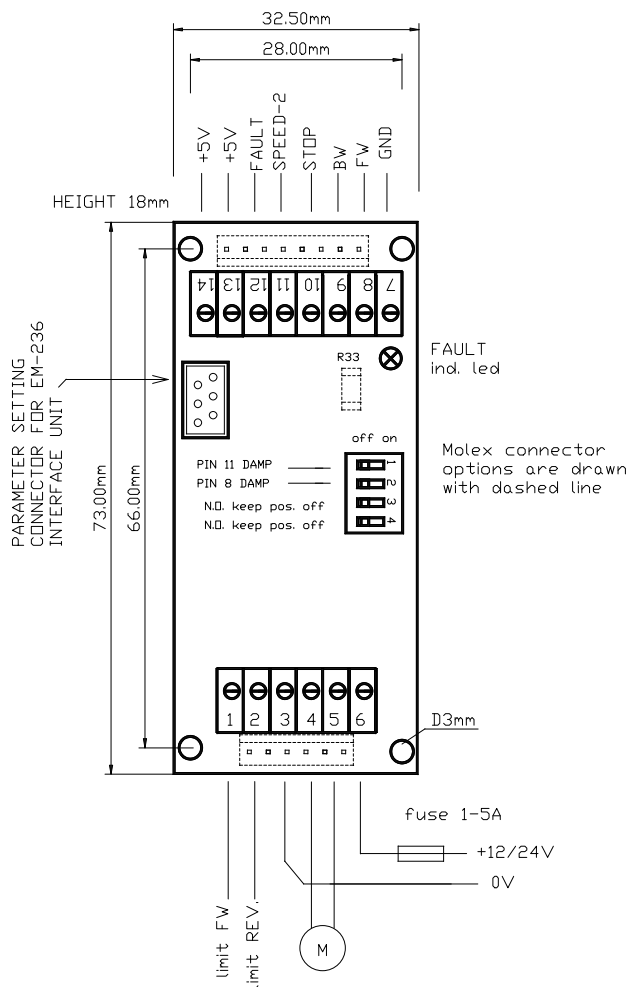 32.50mm
28.00mm
+5V
+5V
FAULT
SPEED-2
STOP
BW
FW
GND
HEIGHT 18mm
14 13 12 11 10 9 8 7
R33
FAULT
ind. led
PARAMETER SETTING
CONNECTOR FOR EM-236
INTERFACE UNIT
73.00mm
66.00mm
off on
PIN 11 DAMP
PIN 8 DAMP
N.O. keep pos. off
N.O. keep pos. off
1
2
3
4
Molex connector
options are drawn
with dashed line
1 2 3 4 5 6
D3mm
fuse 1-5A
+12/24V
0V
limit FW
limit REV.
M